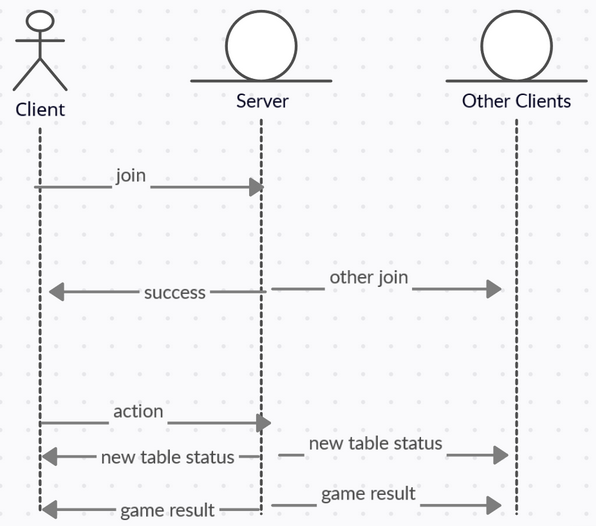 Client
Server
Other Clients
join
other join
success
action
new table status
new table status
game result
game result